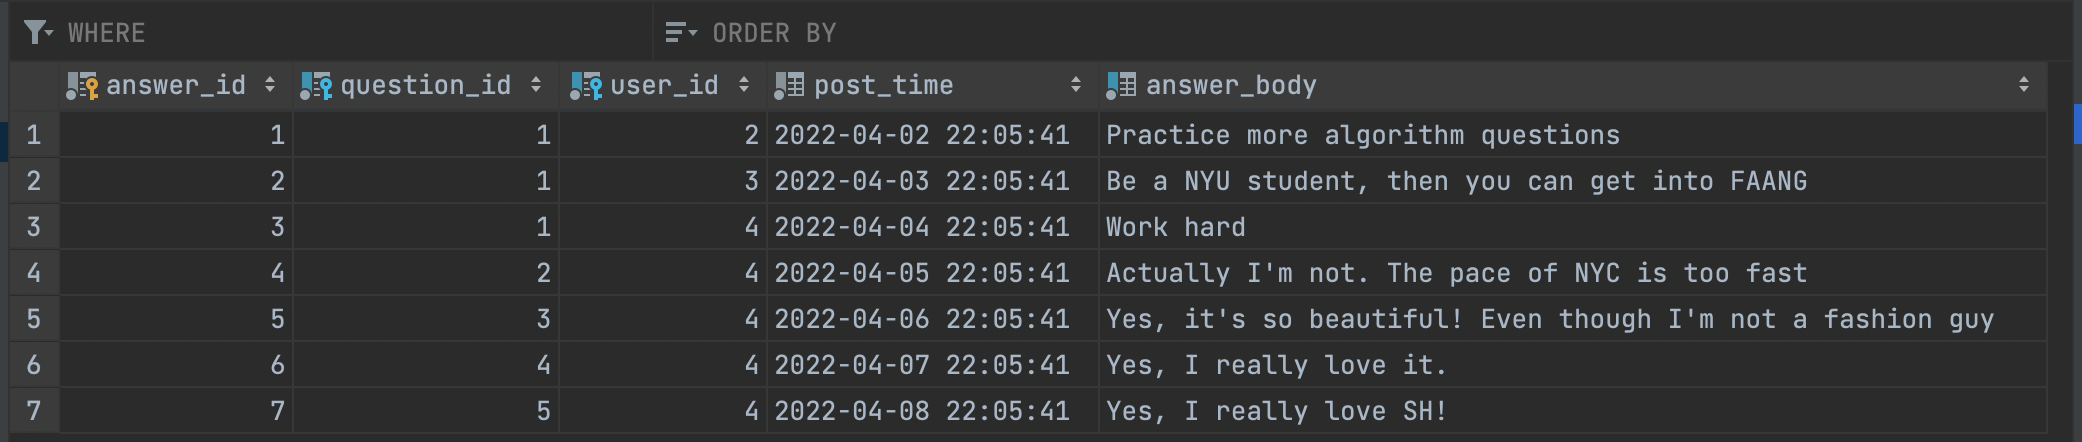 WHERE ORDER BY
answer_id question_id user_id post_time answer_body
1 1 1 2 2022-04-02 22:05:41 Practice more algorithm questions
2 2 1 3 2022-04-03 22:05:41 Be a NYU student, then you can get into FAANG
3 3 1 4 2022-04-04 22:05:41 Work hard
4 4 2 4 2022-04-05 22:05:41 Actually I'm not. The pace of NYC is too fast
5 5 3 4 2022-04-06 22:05:41 Yes, it's so beautiful! Even though I'm not a fashion guy
6 6 4 4 2022-04-07 22:05:41 Yes, I really love it.
7 7 5 4 2022-04-08 22:05:41 Yes, I really love SH!